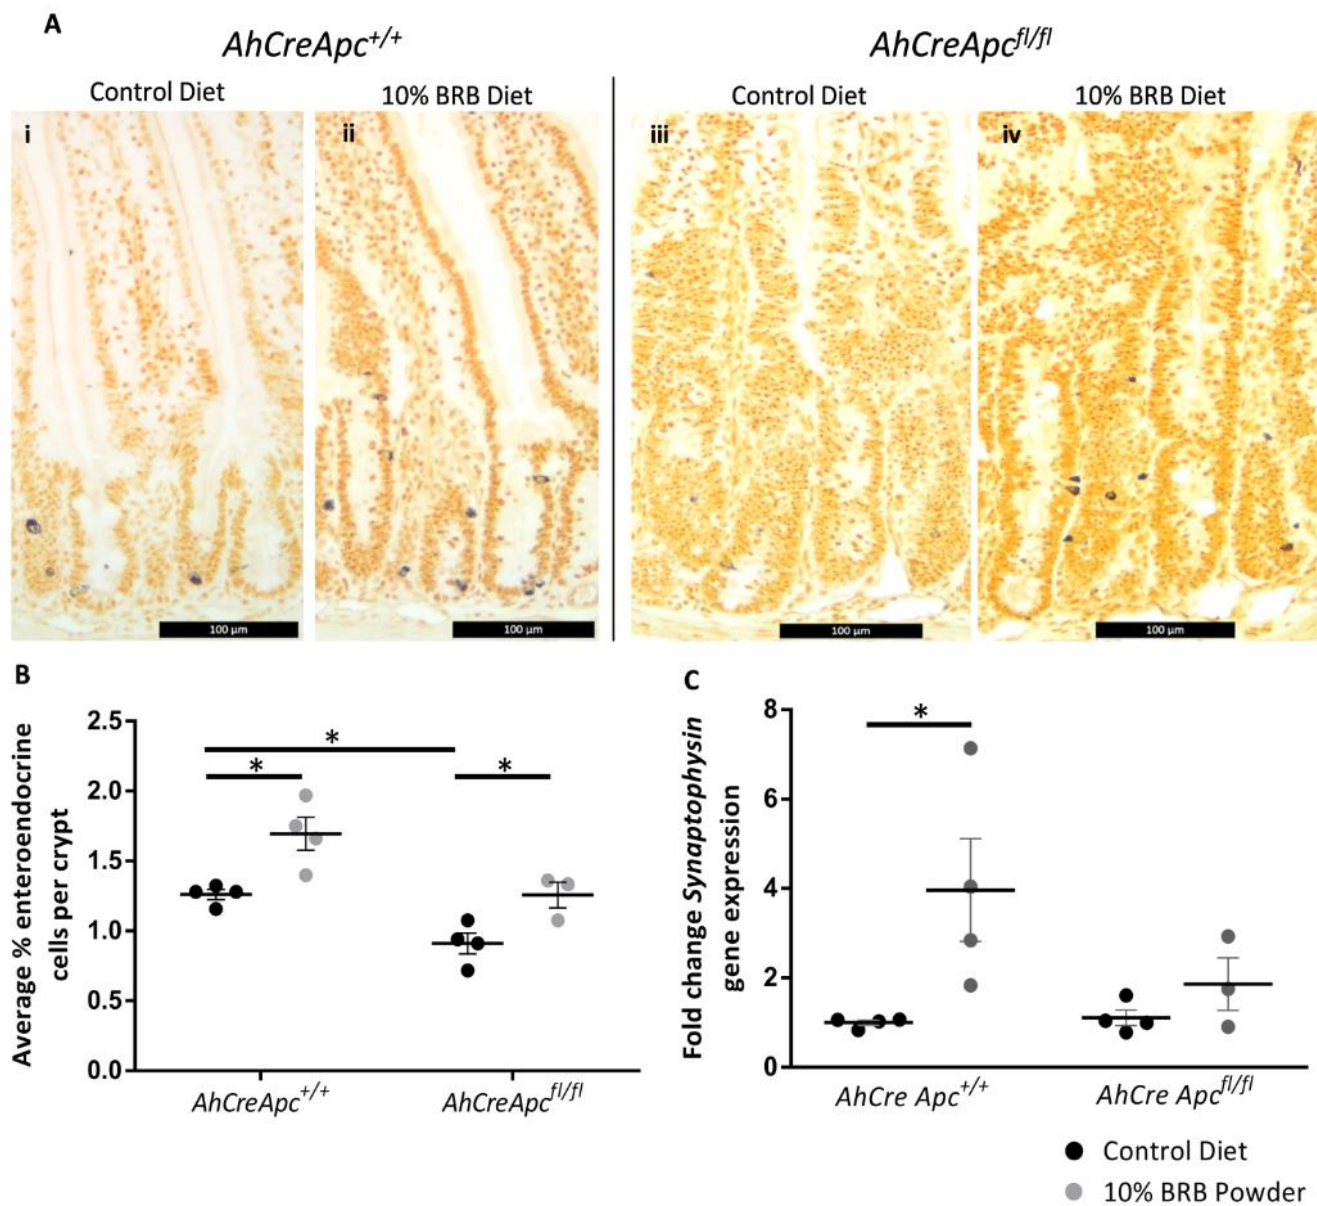 A
AhCreApc+/+
AhCreApcfl/fl
Control Diet
10% BRB Diet
Control Diet
10% BRB Diet
i
ii
iii
iv
100 µm
100 µm
100 µm
100 µm
B
Average % enteroendocrine
cells per crypt
2.5
2.0
1.5
1.0
0.5
0.0
*
*
*
AhCreApc+/+
AhCreApcfl/fl
C
Fold change Synaptophysin
gene expression
8
6
4
2
0
*
AhCre Apc+/+
AhCre Apcfl/fl
Control Diet
10% BRB Powder